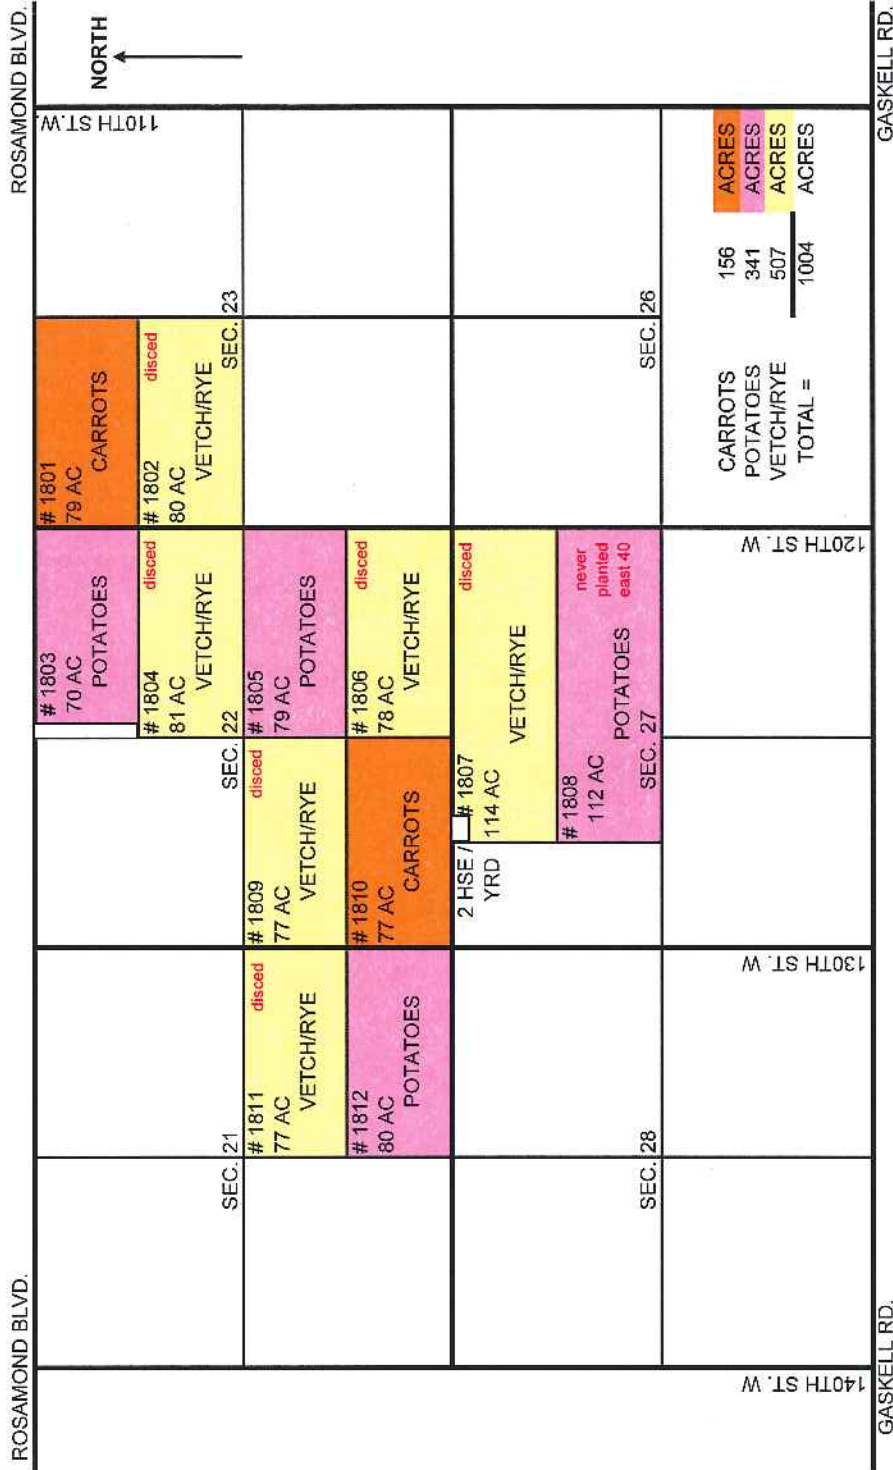 ROSAMOND BLVD.
ROSAMOND BLVD.
NORTH
110TH ST.W.
# 1803
70 AC
POTATOES
# 1801
79 AC
CARROTS
# 1804
81 AC
VETCH/RYE
disced
SEC. 22
# 1802
80 AC
VETCH/RYE
disced
SEC. 23
SEC. 21
# 1811
77 AC
VETCH/RYE
disced
# 1809
77 AC
VETCH/RYE
disced
# 1805
79 AC
POTATOES
# 1812
80 AC
POTATOES
# 1810
77 AC
CARROTS
# 1806
78 AC
VETCH/RYE
disced
2 HSE /
YRD
# 1807
114 AC
VETCH/RYE
disced
# 1808
112 AC
POTATOES
never
planted
east 40
SEC. 28
SEC. 27
SEC. 26
140TH ST. W
130TH ST. W
120TH ST. W
CARROTS 156 ACRES
POTATOES 341 ACRES
VETCH/RYE 507 ACRES
TOTAL = 1004 ACRES
GASKELL RD.
GASKELL RD.